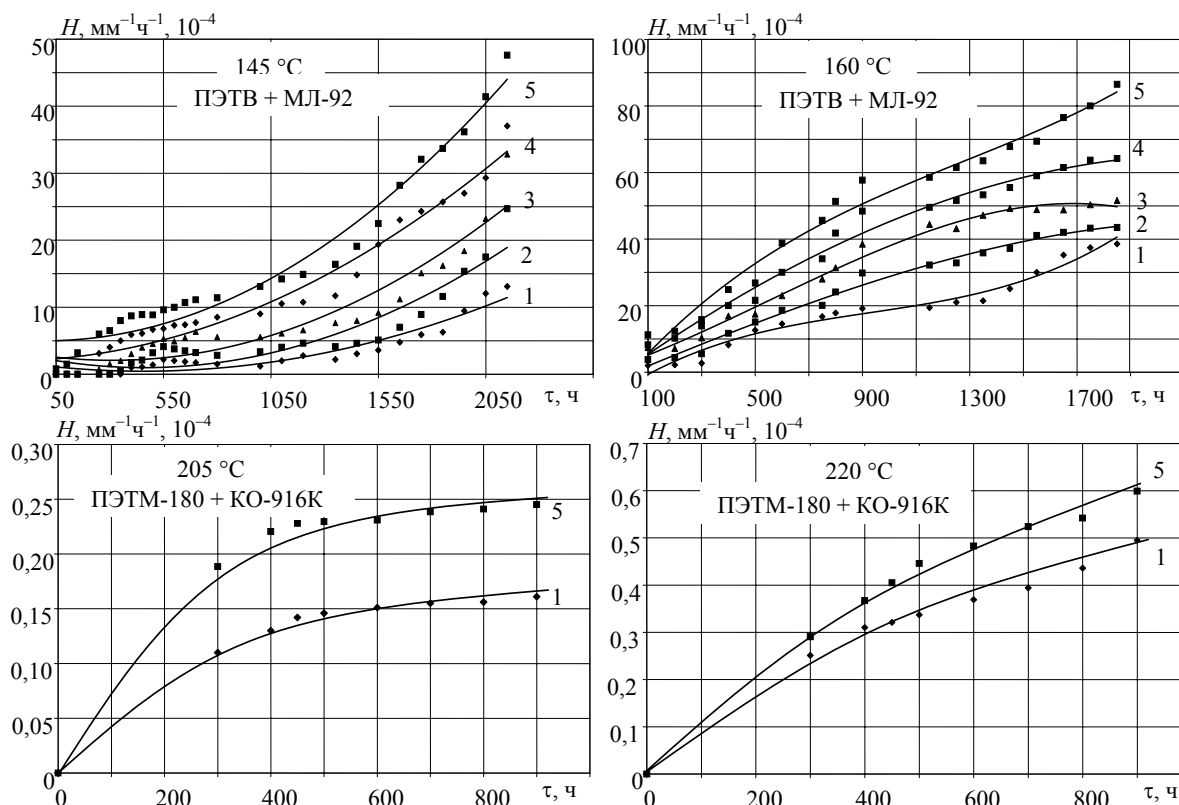 H, мм⁻¹ч⁻¹, 10⁻⁴
50
40
30
20
10
0
145 °C
ПЭТВ + МЛ-92
5
4
3
2
1
50 550 1050 1550 2050 τ, ч
H, мм⁻¹ч⁻¹, 10⁻⁴
100
80
60
40
20
0
160 °C
ПЭТВ + МЛ-92
5
4
3
2
1
100 500 900 1300 1700 τ, ч
H, мм⁻¹ч⁻¹, 10⁻⁴
0,30
0,25
0,20
0,15
0,10
0,05
0
205 °C
ПЭТМ-180 + КО-916К
5
1
0 200 400 600 800 τ, ч
H, мм⁻¹ч⁻¹, 10⁻⁴
0,7
0,6
0,5
0,4
0,3
0,2
0,1
0
220 °C
ПЭТМ-180 + КО-916К
5
1
0 200 400 600 800 τ, ч